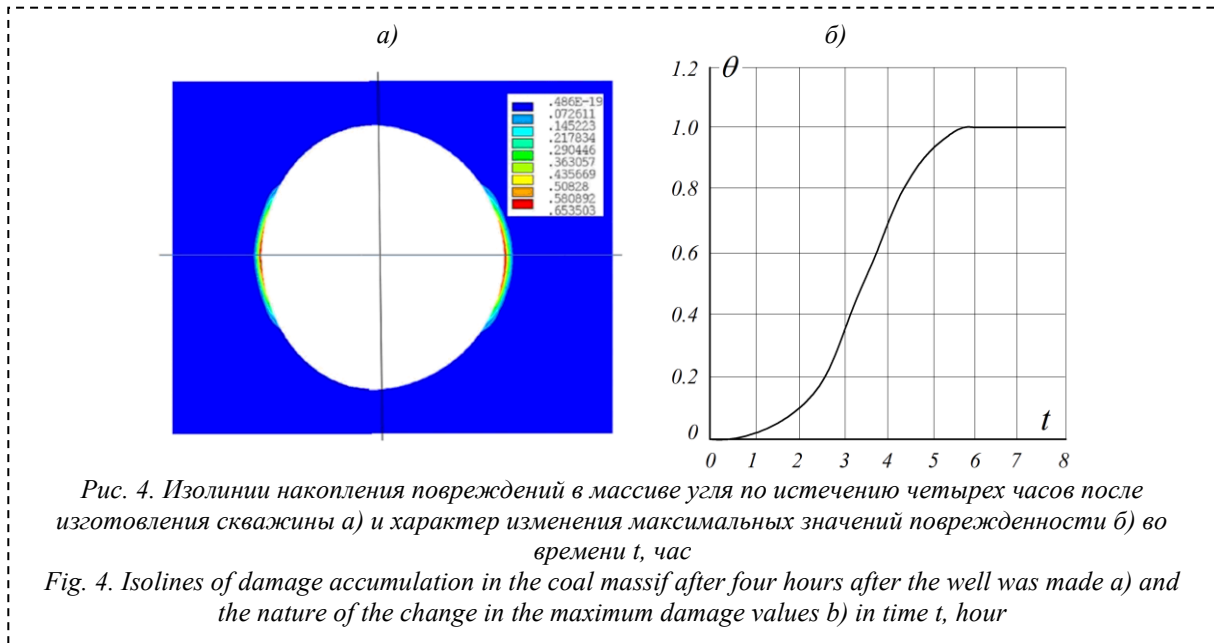 а)
б)
.486E-19
.072611
.145223
.217834
.290446
.363057
.435669
.50828
.580892
.653503
1.2
θ
1.0
0.8
0.6
0.4
0.2
0
t
0 1 2 3 4 5 6 7 8
Рис. 4. Изолинии накопления повреждений в массиве угля по истечению четырех часов после
изготовления скважины а) и характер изменения максимальных значений поврежденности б) во
времени t, час
Fig. 4. Isolines of damage accumulation in the coal massif after four hours after the well was made a) and
the nature of the change in the maximum damage values b) in time t, hour